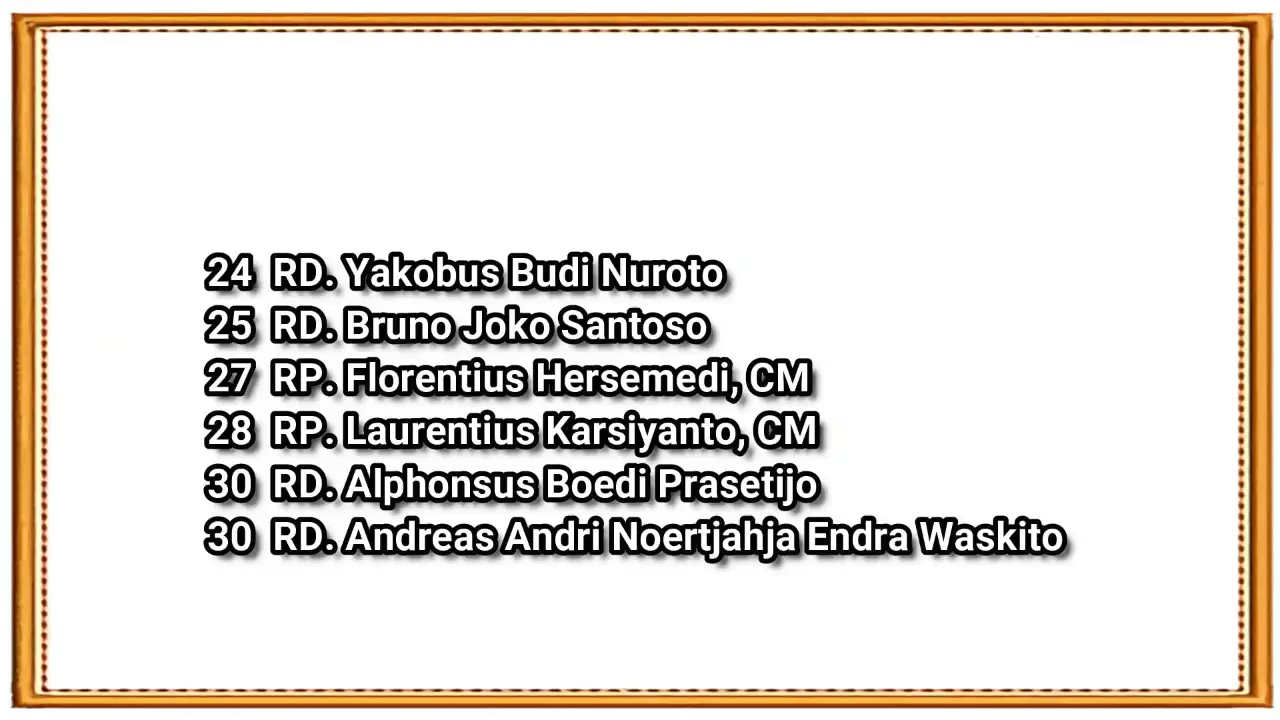 24 RD. Yakobus Budi Nuroto
25 RD. Bruno Joko Santoso
27 RP. Florentius Hersemedi, CM
28 RP. Laurentius Karsiyanto, CM
30 RD. Alphonsus Boedi Prasetijo
30 RD. Andreas Andri Noertjahja Endra Waskito